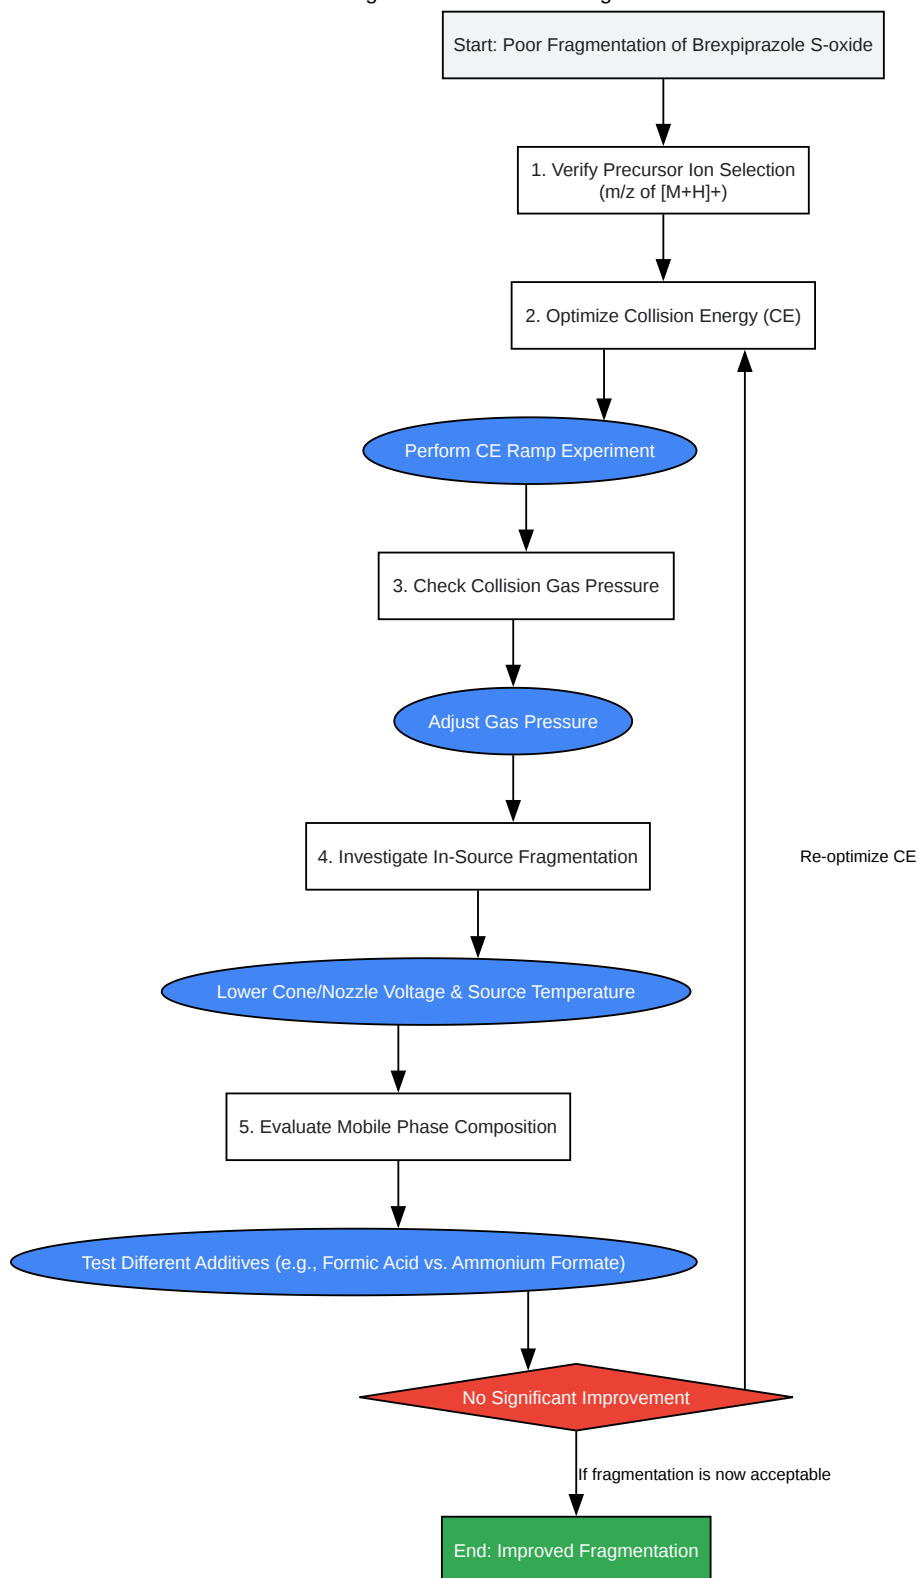 Start: Poor Fragmentation of Brexpiprazole S-oxide
1. Verify Precursor Ion Selection
(m/z of [M+H]+)
2. Optimize Collision Energy (CE)
Perform CE Ramp Experiment
3. Check Collision Gas Pressure
Adjust Gas Pressure
4. Investigate In-Source Fragmentation
Re-optimize CE
Lower Cone/Nozzle Voltage & Source Temperature
5. Evaluate Mobile Phase Composition
Test Different Additives (e.g., Formic Acid vs. Ammonium Formate)
No Significant Improvement
If fragmentation is now acceptable
End: Improved Fragmentation